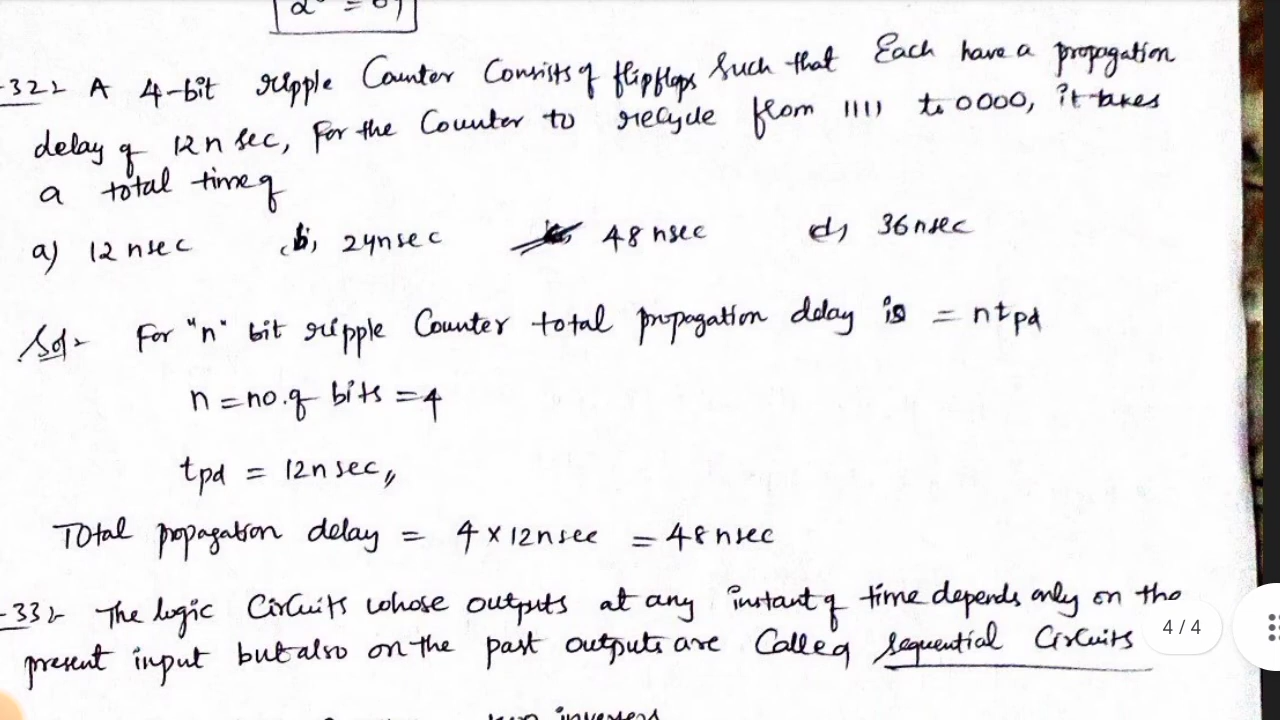 -32:- A 4-bit ripple Counter Consists of flipflops Such that Each have a propagation
delay of 12n sec, For the Counter to recycle from 1111 to 0000, it takes
a total time of
a) 12 nsec b) 24nsec c) 48 nsec d) 36nsec
Sol:- For "n" bit ripple Counter total propagation delay is = ntpd
n = no. of bits = 4
tpd = 12n sec,,
Total propagation delay = 4 × 12nsec = 48 nsec
-33:- The logic Circuits whose outputs at any instant of time depends only on the
present input but also on the past outputs are Called sequential Circuits
4 / 4